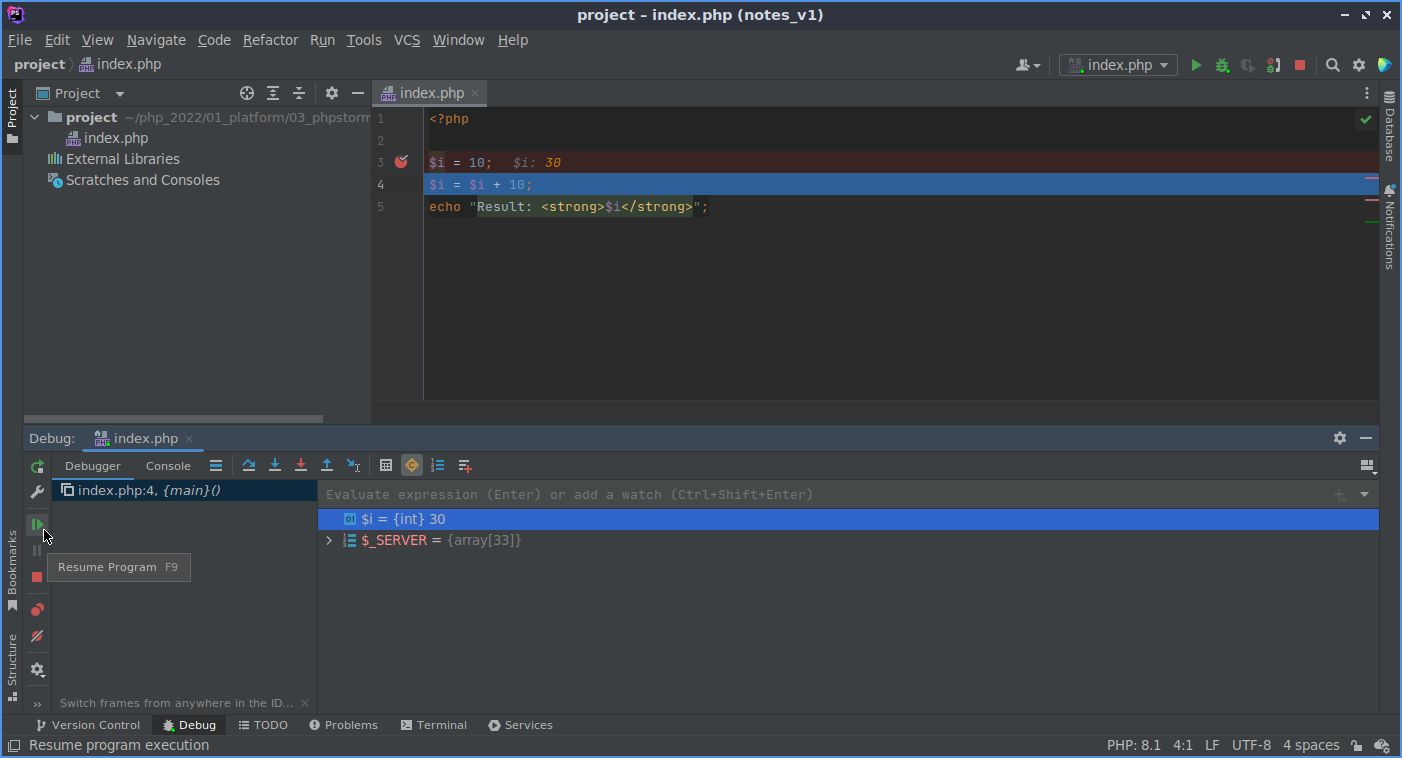 project – index.php (notes_v1)
File Edit View Navigate Code Refactor Run Tools VCS Window Help
project index.php
index.php
Project
Project
index.php
project ~/php_2022/01_platform/03_phpstorm
index.php
External Libraries
Scratches and Consoles
1 <?php
2
3 $i = 10; $i: 30
4 $i = $i + 10;
5 echo "Result: <strong>$i</strong>";
Database
Notifications
Debug: index.php
Debugger Console
index.php:4, {main}()
Evaluate expression (Enter) or add a watch (Ctrl+Shift+Enter)
$i = {int} 30
$_SERVER = {array[33]}
Resume Program F9
Bookmarks
Structure
Switch frames from anywhere in the ID...
Version Control Debug TODO Problems Terminal Services
Resume program execution
PHP: 8.1 4:1 LF UTF-8 4 spaces